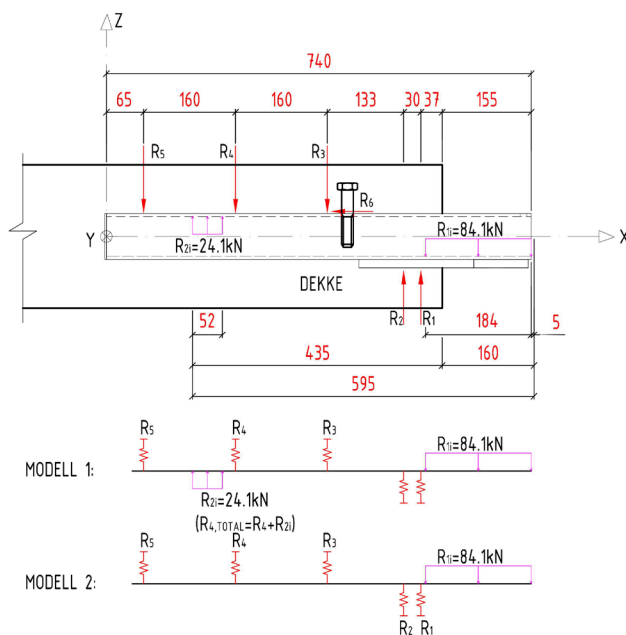 Z
740
65 160 160 133 30 37 155
R5 R4 R3 R6
Y R2i=24.1kN R1i=84.1kN X
DEKKE
R2 R1
52 184 5
435 160
595
R5 R4 R3
MODELL 1: R1i=84.1kN
R2i=24.1kN
(R4,TOTAL=R4+R2i)
R5 R4 R3
MODELL 2: R1i=84.1kN
R2 R1